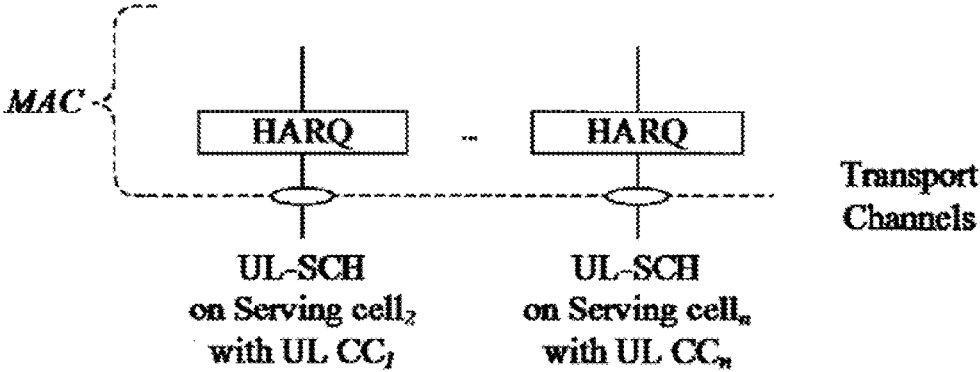 MAC
HARQ ... HARQ
Transport
Channels
UL-SCH
on Serving cell2
with UL CC1
UL-SCH
on Serving celln
with UL CCn